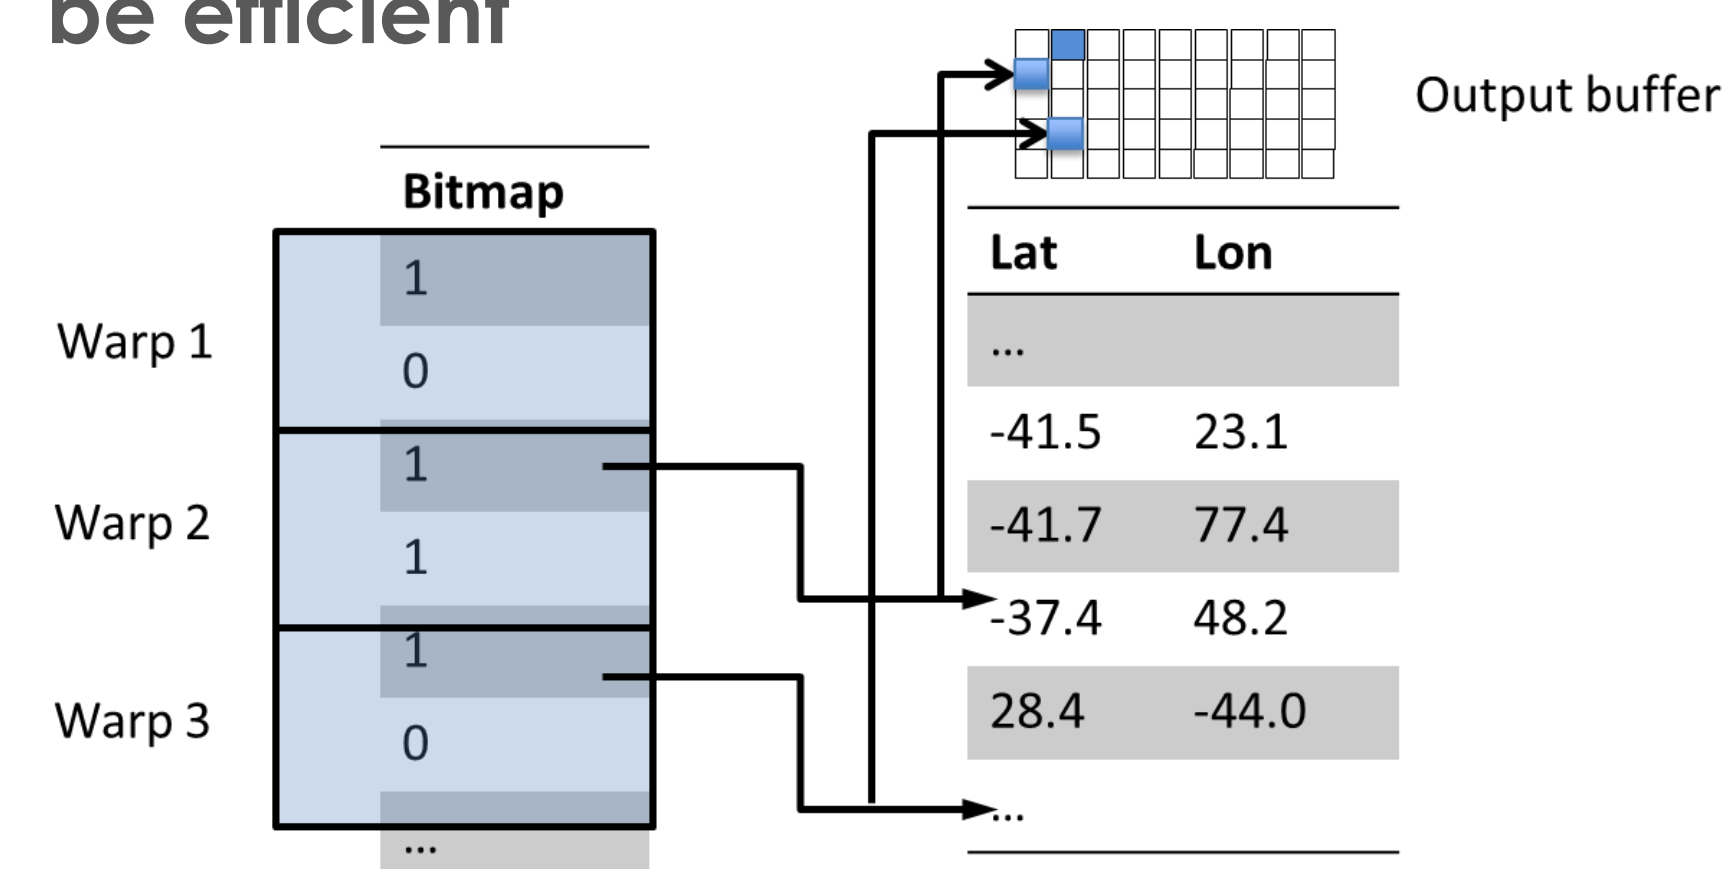 be efficient
Output buffer
Bitmap
Lat Lon
1
Warp 1
...
0
-41.5 23.1
1
Warp 2
-41.7 77.4
1
-37.4 48.2
1
Warp 3
28.4 -44.0
0
...
...